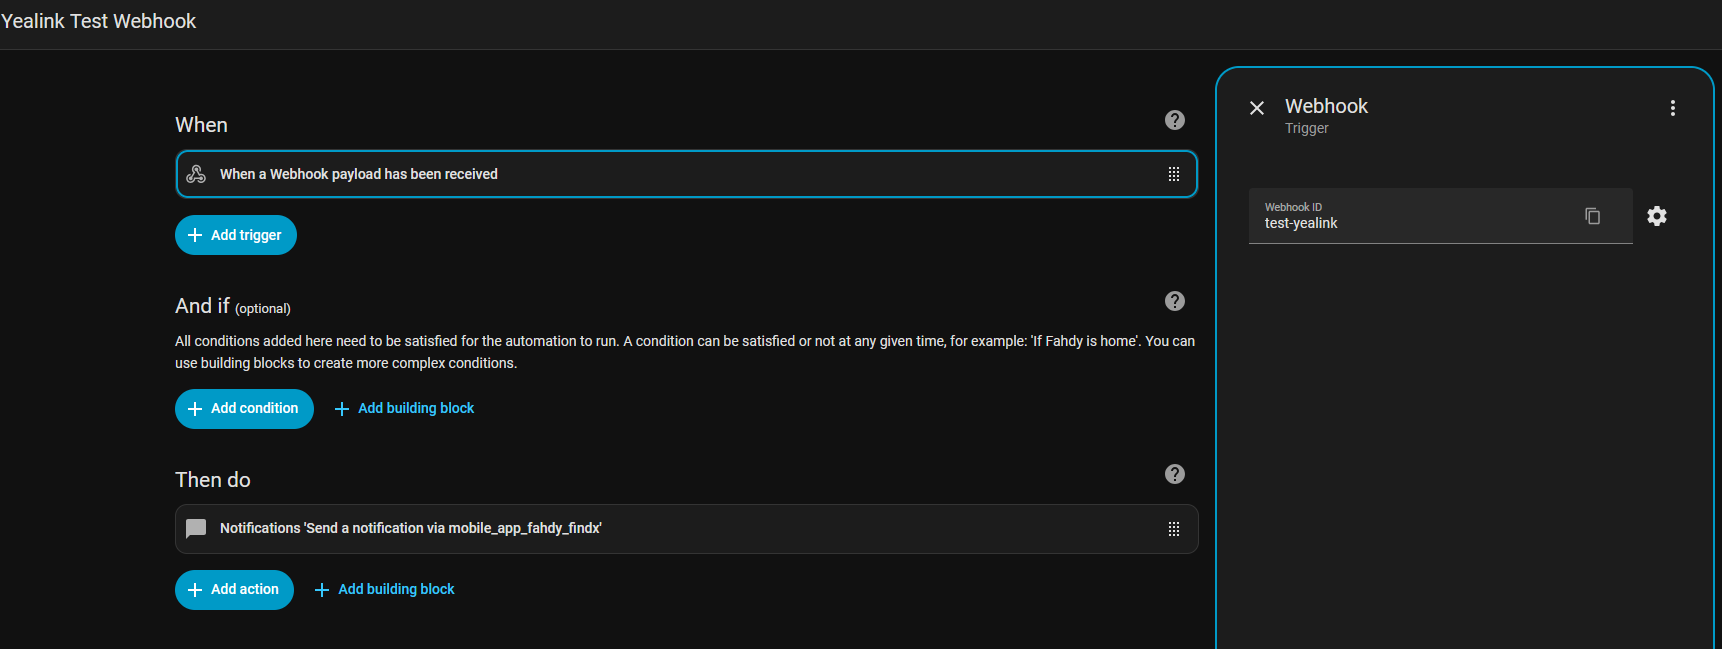 Yealink Test Webhook
When
When a Webhook payload has been received
Add trigger
And if (optional)
All conditions added here need to be satisfied for the automation to run. A condition can be satisfied or not at any given time, for example: 'If Fahdy is home'. You can
use building blocks to create more complex conditions.
Add condition
Add building block
Then do
Notifications 'Send a notification via mobile_app_fahdy_findx'
Add action
Add building block
Webhook
Trigger
Webhook ID
test-yealink